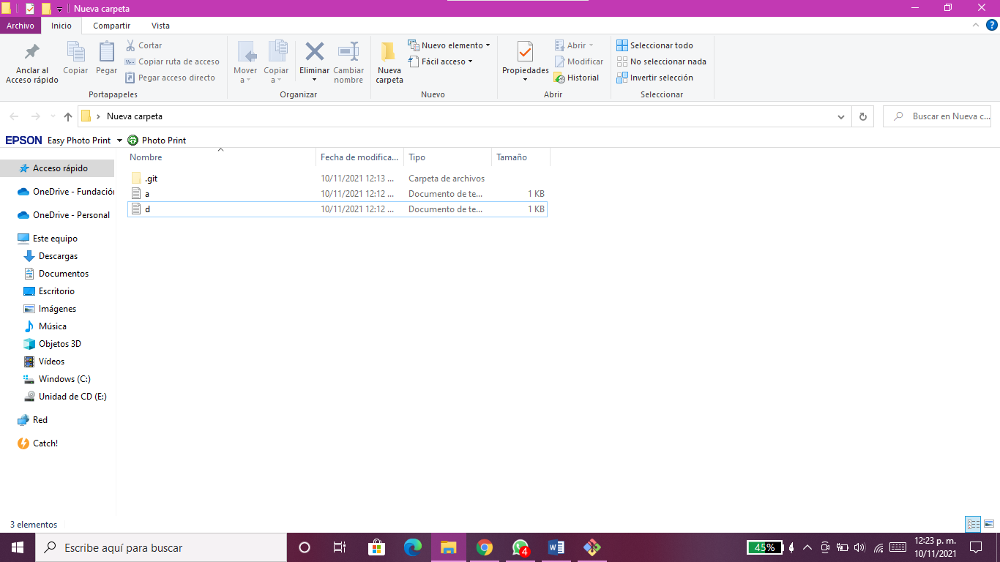 Nueva carpeta
Archivo Inicio Compartir Vista
Anclar al Acceso rápido
Copiar
Pegar
Cortar
Copiar ruta de acceso
Pegar acceso directo
Portapapeles
Mover a
Copiar a
Eliminar
Cambiar nombre
Organizar
Nueva carpeta
Nuevo elemento
Fácil acceso
Nuevo
Propiedades
Abrir
Modificar
Historial
Abrir
Seleccionar todo
No seleccionar nada
Invertir selección
Seleccionar
Nueva carpeta
Buscar en Nueva c...
EPSON Easy Photo Print Photo Print
Nombre Fecha de modifica... Tipo Tamaño
.git 10/11/2021 12:13 ... Carpeta de archivos
a 10/11/2021 12:12 ... Documento de te... 1 KB
d 10/11/2021 12:12 ... Documento de te... 1 KB
Acceso rápido
OneDrive - Fundación
OneDrive - Personal
Este equipo
Descargas
Documentos
Escritorio
Imágenes
Música
Objetos 3D
Vídeos
Windows (C:)
Unidad de CD (E:)
Red
Catch!
3 elementos
Escribe aquí para buscar
4
45%
12:23 p. m.
10/11/2021